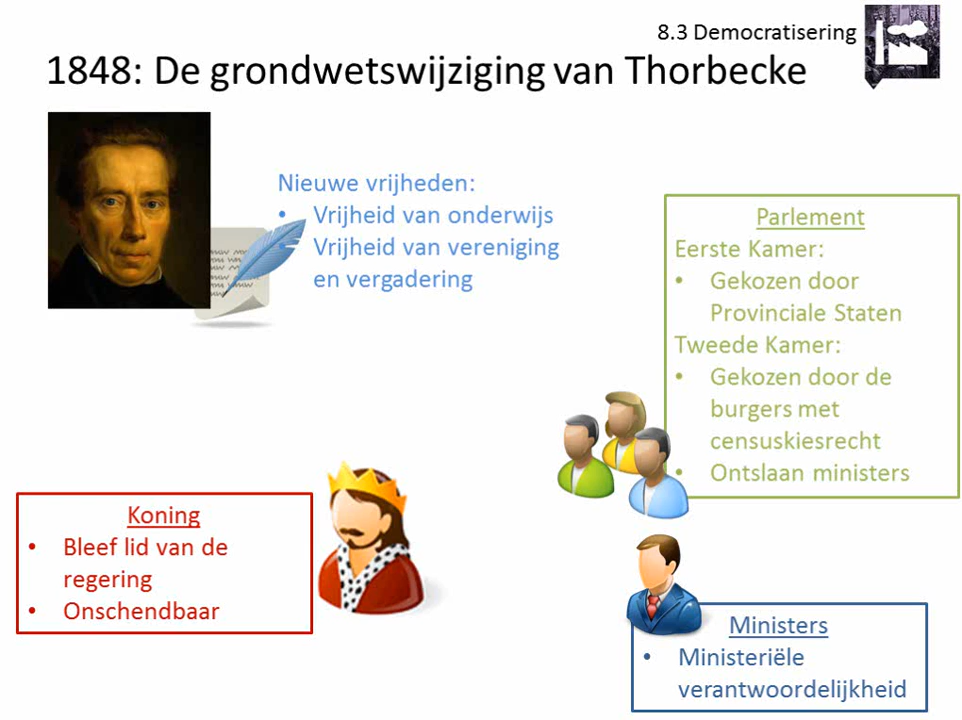 8.3 Democratisering
1848: De grondwetswijziging van Thorbecke
Nieuwe vrijheden:
• Vrijheid van onderwijs
• Vrijheid van vereniging
en vergadering
Parlement
Eerste Kamer:
• Gekozen door
Provinciale Staten
Tweede Kamer:
• Gekozen door de
burgers met
censuskiesrecht
• Ontslaan ministers
Koning
• Bleef lid van de
regering
• Onschendbaar
Ministers
• Ministeriële
verantwoordelijkheid